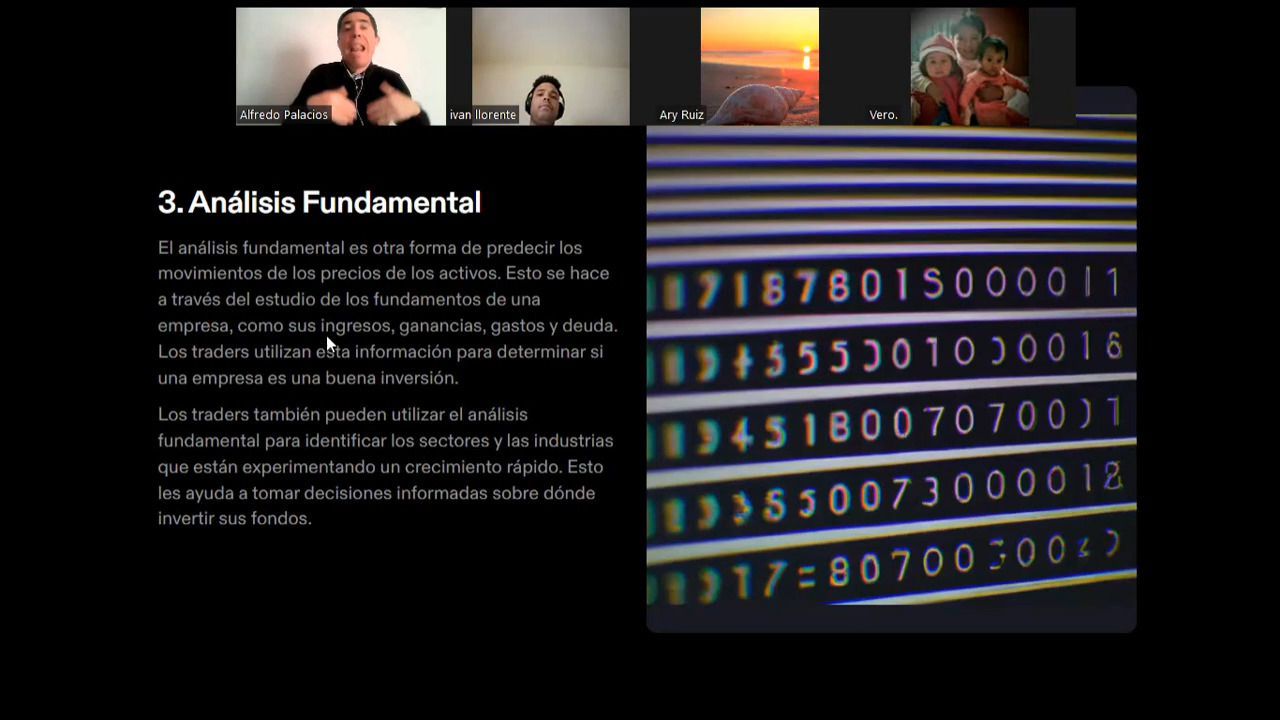 Alfredo Palacios
ivan llorente
Ary Ruiz
Vero.
3. Análisis Fundamental
El análisis fundamental es otra forma de predecir los
movimientos de los precios de los activos. Esto se hace
a través del estudio de los fundamentos de una
empresa, como sus ingresos, ganancias, gastos y deuda.
Los traders utilizan esta información para determinar si
una empresa es una buena inversión.
Los traders también pueden utilizar el análisis
fundamental para identificar los sectores y las industrias
que están experimentando un crecimiento rápido. Esto
les ayuda a tomar decisiones informadas sobre dónde
invertir sus fondos.